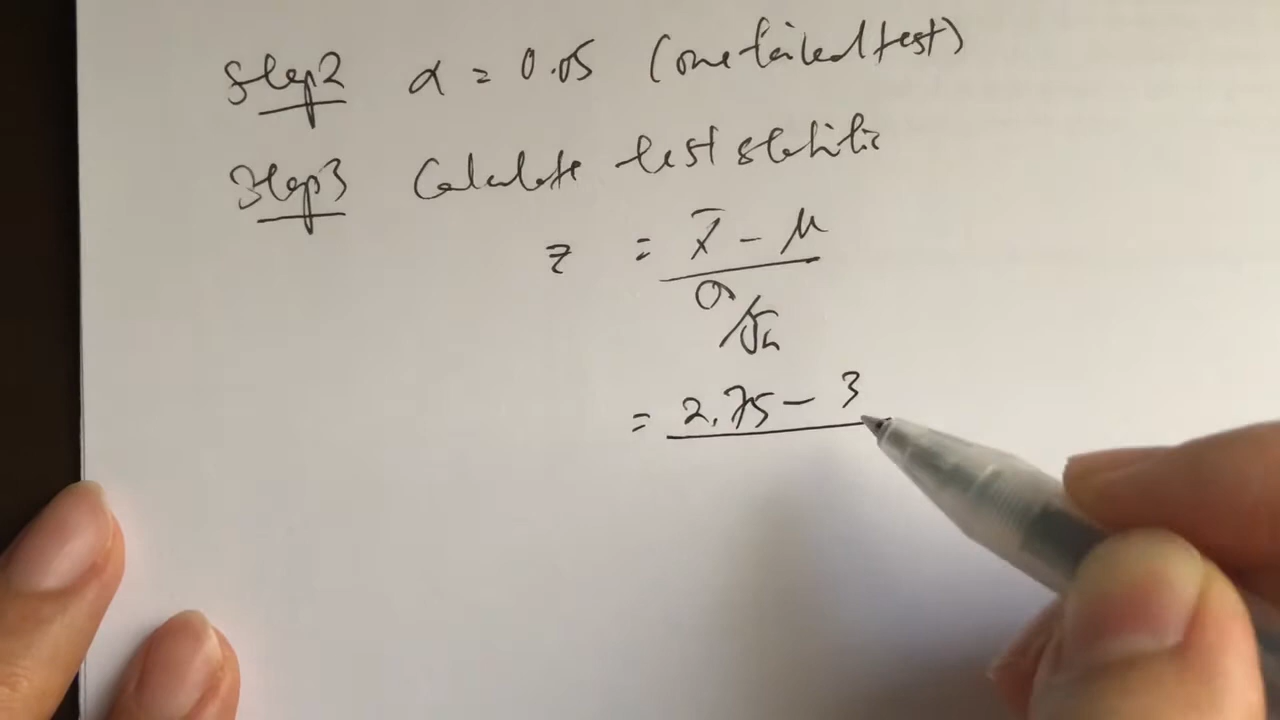 Step2 α = 0.05 (one tailed test)
Step3 Calculate test statistic
z = x̄ - μ
σ/√n
= 2.75 - 3